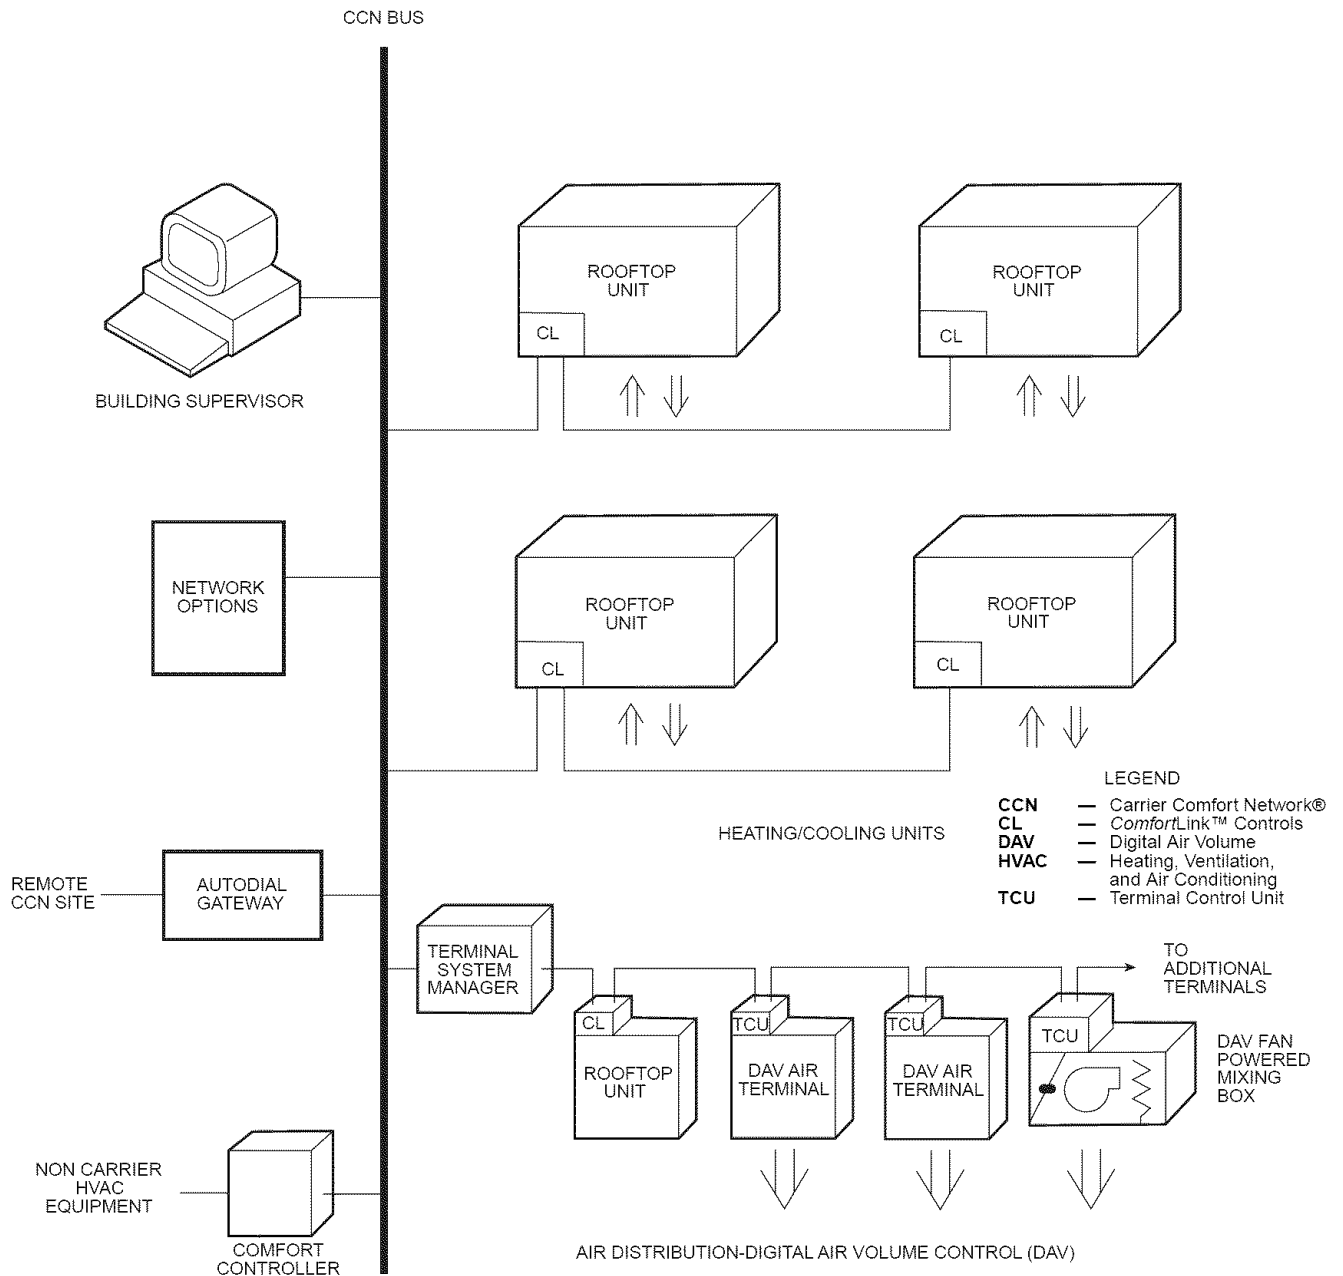 CCN BUS
ROOFTOP
UNIT
CL
ROOFTOP
UNIT
CL
BUILDING SUPERVISOR
NETWORK
OPTIONS
ROOFTOP
UNIT
CL
ROOFTOP
UNIT
CL
HEATING/COOLING UNITS
LEGEND
CCN — Carrier Comfort Network®
CL — ComfortLink™ Controls
DAV — Digital Air Volume
HVAC — Heating, Ventilation,
and Air Conditioning
TCU — Terminal Control Unit
REMOTE
CCN SITE
AUTODIAL
GATEWAY
TERMINAL
SYSTEM
MANAGER
CL
ROOFTOP
UNIT
TCU
DAV AIR
TERMINAL
TCU
DAV AIR
TERMINAL
TCU
TO
ADDITIONAL
TERMINALS
DAV FAN
POWERED
MIXING
BOX
NON CARRIER
HVAC
EQUIPMENT
COMFORT
CONTROLLER
AIR DISTRIBUTION-DIGITAL AIR VOLUME CONTROL (DAV)